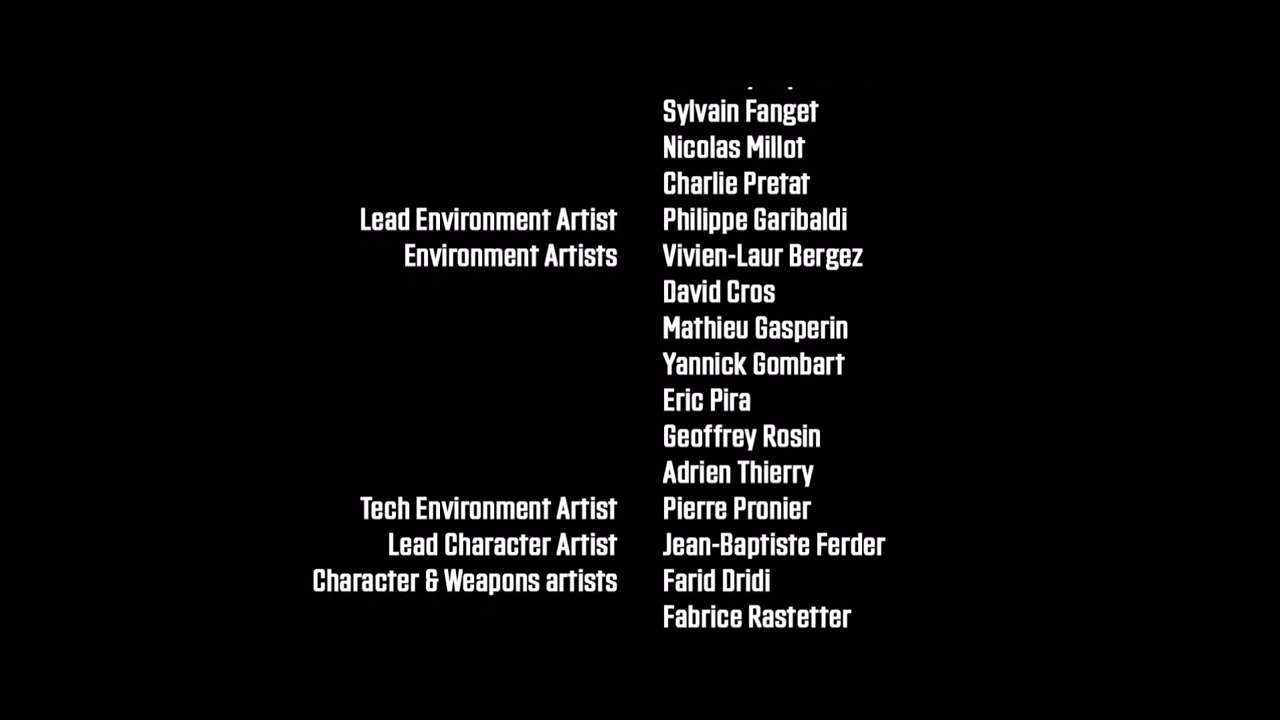 Sylvain Fanget
Nicolas Millot
Charlie Pretat
Lead Environment Artist Philippe Garibaldi
Environment Artists Vivien-Laur Bergez
David Cros
Mathieu Gasperin
Yannick Gombart
Eric Pira
Geoffrey Rosin
Adrien Thierry
Tech Environment Artist Pierre Pronier
Lead Character Artist Jean-Baptiste Ferder
Character & Weapons artists Farid Dridi
Fabrice Rastetter